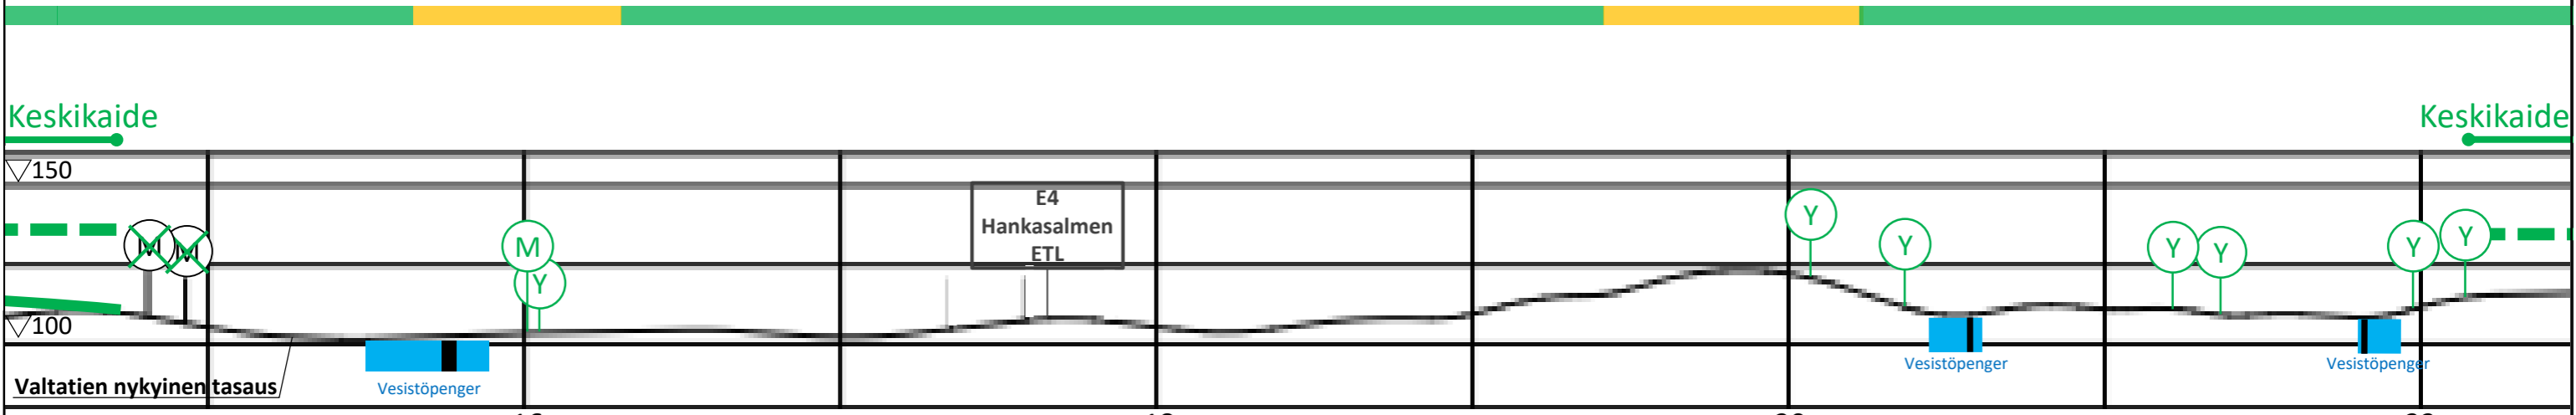 Keskikaide
Keskikaide
▽150
E4
Hankasalmen
ETL
M
M
M
Y
Y
Y
Y
Y
Y
Y
▽100
Valtatien nykyinen tasaus
Vesistöpenger
Vesistöpenger
Vesistöpenger